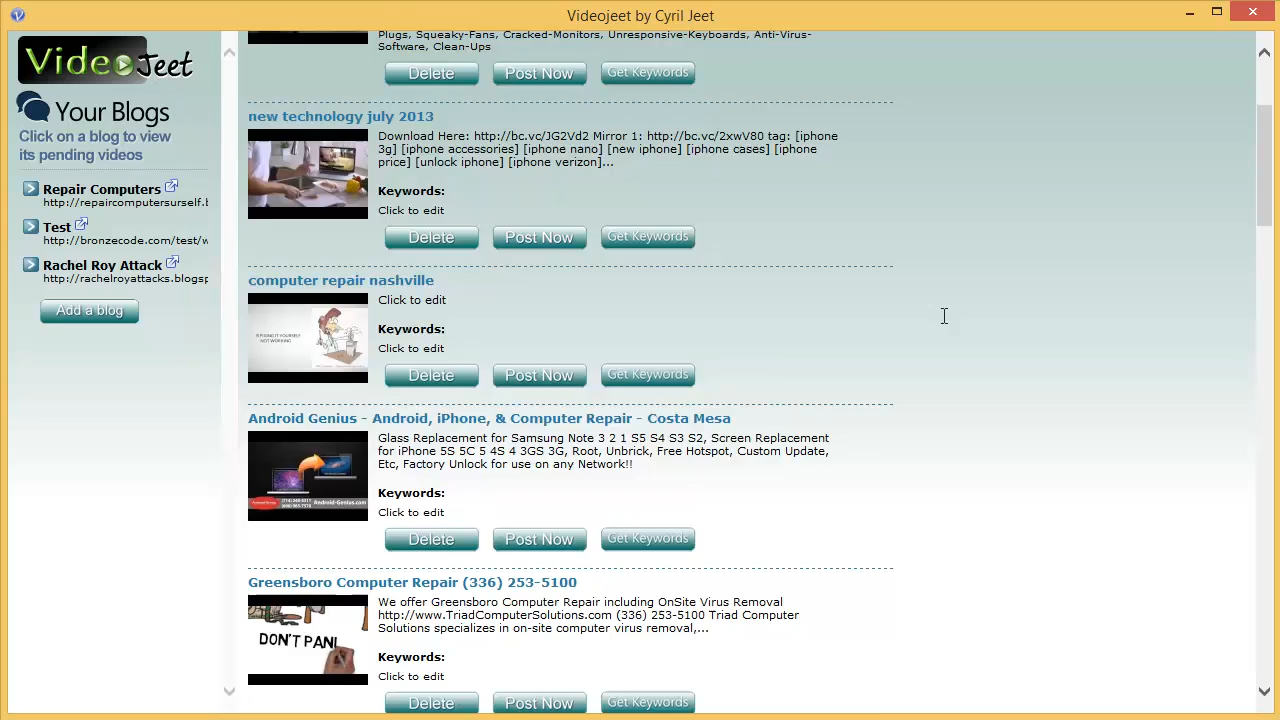 Videojeet by Cyril Jeet
Video Jeet
Your Blogs
Click on a blog to view
its pending videos
Repair Computers
http://repaircomputersurself.b
Test
http://bronzecode.com/test/w
Rachel Roy Attack
http://rachelroyattacks.blogsp
Add a blog
Plugs, Squeaky-Fans, Cracked-Monitors, Unresponsive-Keyboards, Anti-Virus-
Software, Clean-Ups
Delete Post Now Get Keywords
new technology july 2013
Download Here: http://bc.vc/JG2Vd2 Mirror 1: http://bc.vc/2xwV80 tag: [iphone
3g] [iphone accessories] [iphone nano] [new iphone] [iphone cases] [iphone
price] [unlock iphone] [iphone verizon]...
Keywords:
Click to edit
Delete Post Now Get Keywords
computer repair nashville
Click to edit
Keywords:
Click to edit
Delete Post Now Get Keywords
Android Genius - Android, iPhone, & Computer Repair - Costa Mesa
Glass Replacement for Samsung Note 3 2 1 S5 S4 S3 S2, Screen Replacement
for iPhone 5S 5C 5 4S 4 3GS 3G, Root, Unbrick, Free Hotspot, Custom Update,
Etc, Factory Unlock for use on any Network!!
Android-Genius.com
Keywords:
Click to edit
Delete Post Now Get Keywords
Greensboro Computer Repair (336) 253-5100
We offer Greensboro Computer Repair including OnSite Virus Removal
http://www.TriadComputerSolutions.com (336) 253-5100 Triad Computer
Solutions specializes in on-site computer virus removal,...
DON'T PANI
Keywords:
Click to edit
Delete Post Now Get Keywords